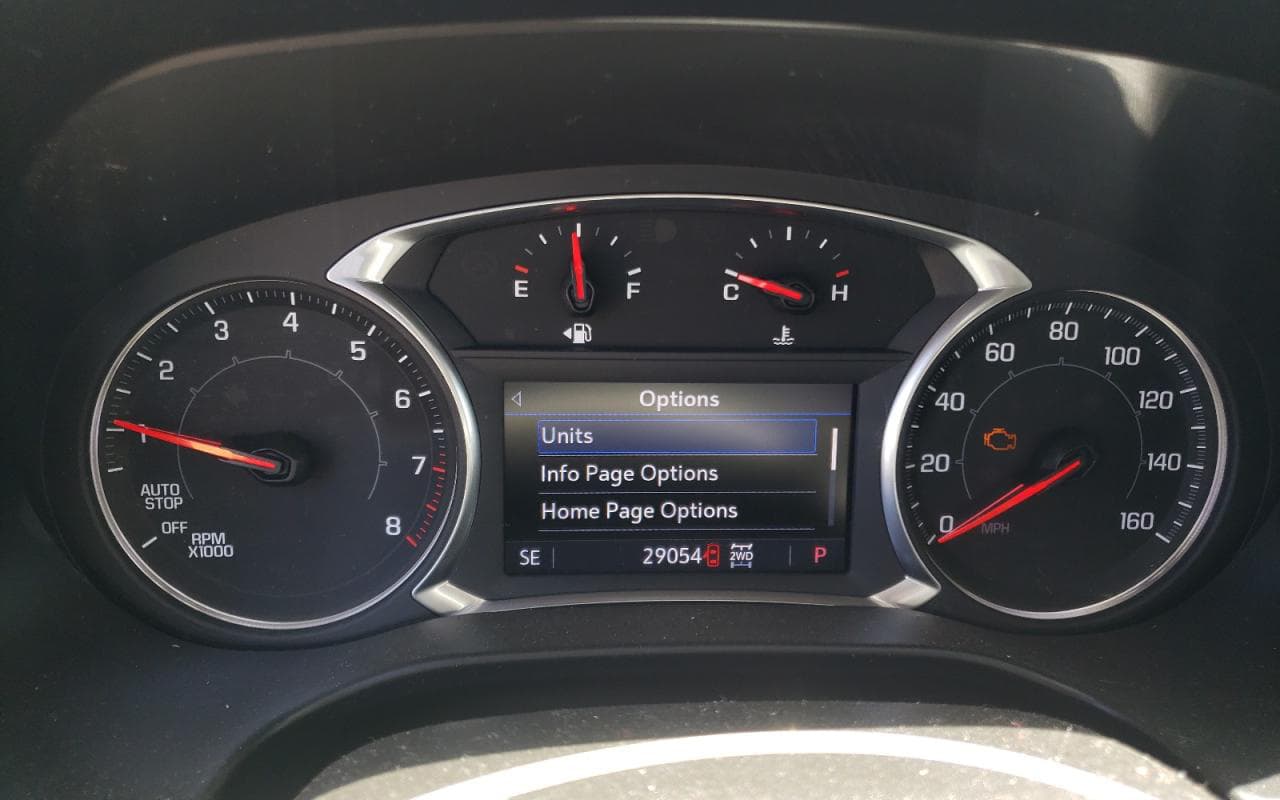 E F
C H
1
2
3
4
5
6
7
8
AUTO
STOP
OFF
RPM
X1000
Options
Units
Info Page Options
Home Page Options
SE 29054 2WD P
0
20
40
60
80
100
120
140
160
MPH